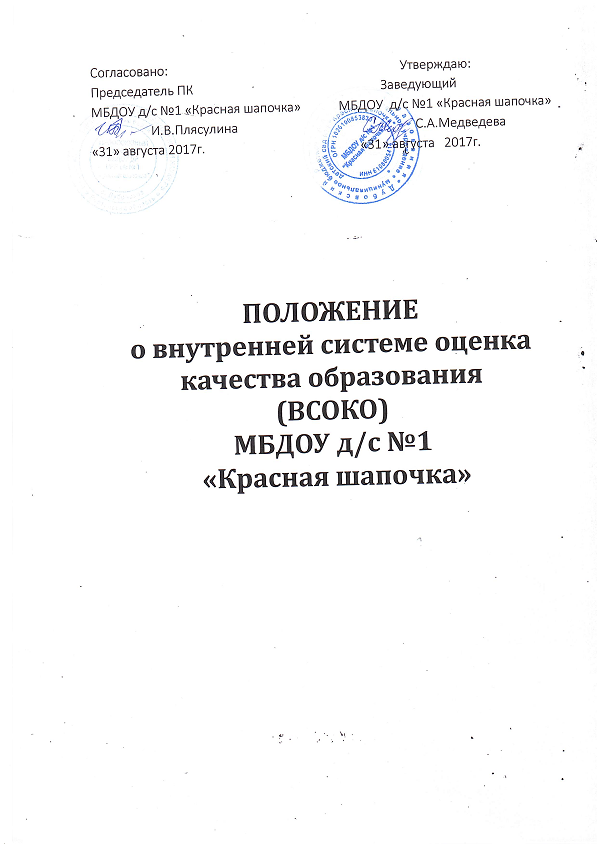 Согласовано:
Председатель ПК
МБДОУ д/с №1 «Красная шапочка»
И.В.Плясулина
«31» августа 2017г.
Утверждаю:
Заведующий
МБДОУ д/с №1 «Красная шапочка»
С.А.Медведева
«31» августа 2017г.
ПОЛОЖЕНИЕ
о внутренней системе оценка
качества образования
(ВСОКО)
МБДОУ д/с №1
«Красная шапочка»